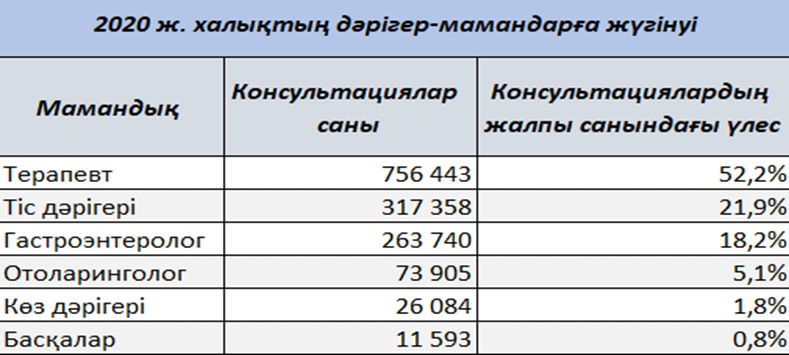 2020 ж. халықтың дәрігер-мамандарға жүгінуі
Мамандық
Консультациялар
саны
Консультациялардың
жалпы санындағы үлес
Терапевт 756 443 52,2%
Тіс дәрігері 317 358 21,9%
Гастроэнтеролог 263 740 18,2%
Отоларинголог 73 905 5,1%
Көз дәрігері 26 084 1,8%
Басқалар 11 593 0,8%